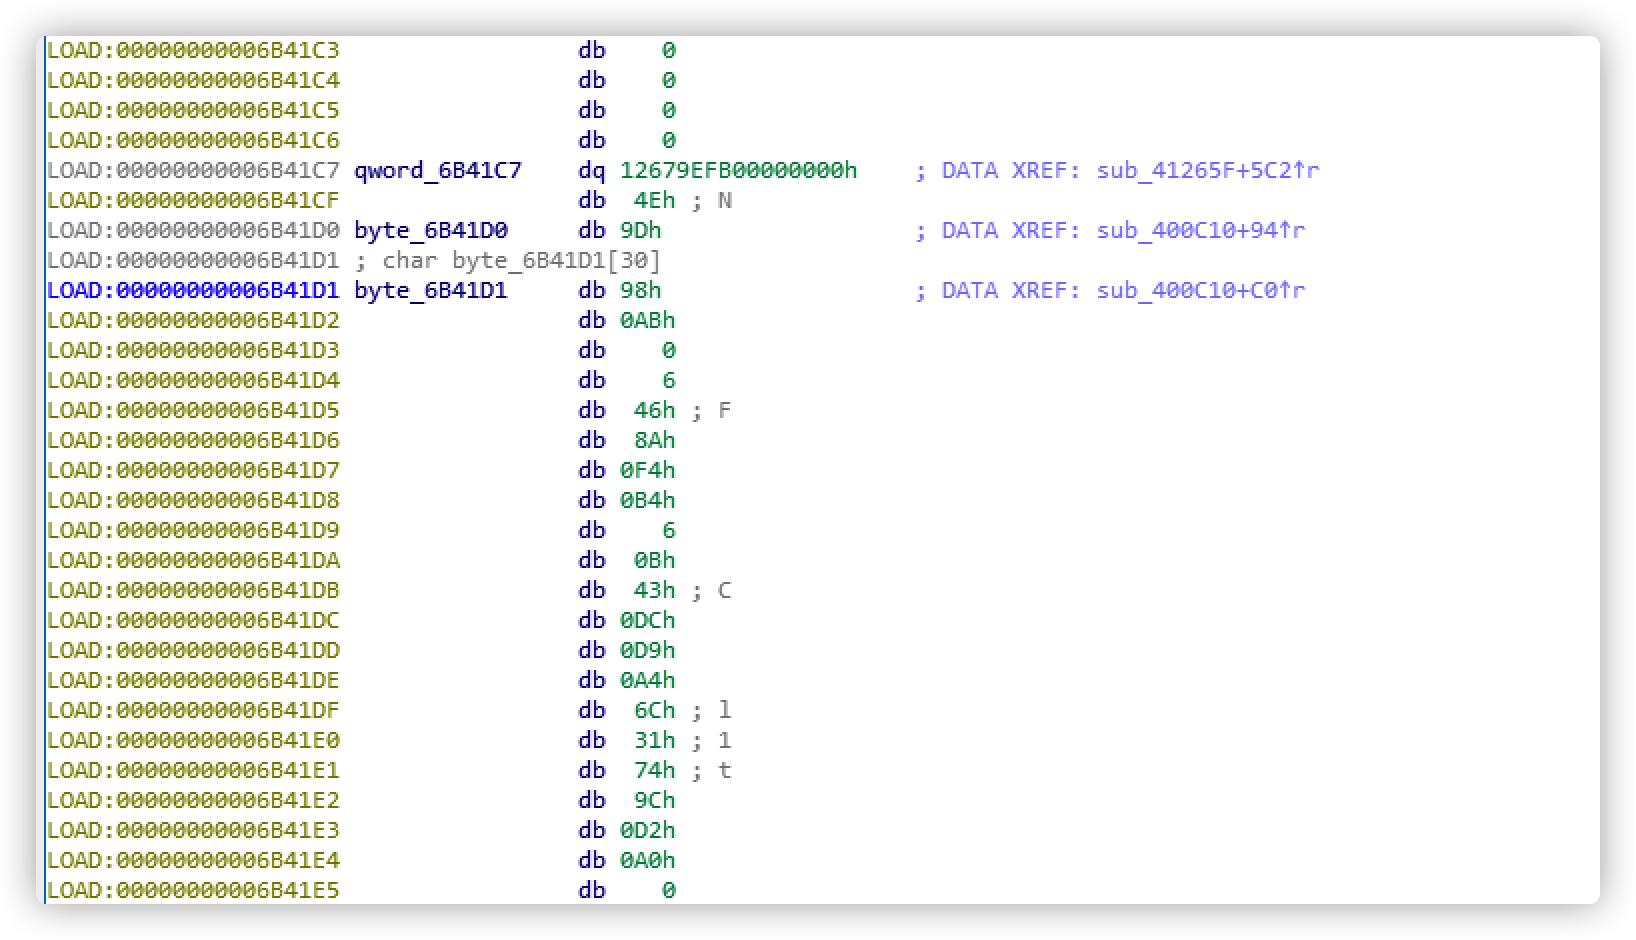 LOAD:00000000006B41C3 db 0
LOAD:00000000006B41C4 db 0
LOAD:00000000006B41C5 db 0
LOAD:00000000006B41C6 db 0
LOAD:00000000006B41C7 qword_6B41C7 dq 12679EFB00000000h ; DATA XREF: sub_41265F+5C2↑r
LOAD:00000000006B41CF db 4Eh ; N
LOAD:00000000006B41D0 byte_6B41D0 db 9Dh ; DATA XREF: sub_400C10+94↑r
LOAD:00000000006B41D1 ; char byte_6B41D1[30]
LOAD:00000000006B41D1 byte_6B41D1 db 98h ; DATA XREF: sub_400C10+C0↑r
LOAD:00000000006B41D2 db 0ABh
LOAD:00000000006B41D3 db 0
LOAD:00000000006B41D4 db 6
LOAD:00000000006B41D5 db 46h ; F
LOAD:00000000006B41D6 db 8Ah
LOAD:00000000006B41D7 db 0F4h
LOAD:00000000006B41D8 db 0B4h
LOAD:00000000006B41D9 db 6
LOAD:00000000006B41DA db 0Bh
LOAD:00000000006B41DB db 43h ; C
LOAD:00000000006B41DC db 0DCh
LOAD:00000000006B41DD db 0D9h
LOAD:00000000006B41DE db 0A4h
LOAD:00000000006B41DF db 6Ch ; l
LOAD:00000000006B41E0 db 31h ; 1
LOAD:00000000006B41E1 db 74h ; t
LOAD:00000000006B41E2 db 9Ch
LOAD:00000000006B41E3 db 0D2h
LOAD:00000000006B41E4 db 0A0h
LOAD:00000000006B41E5 db 0